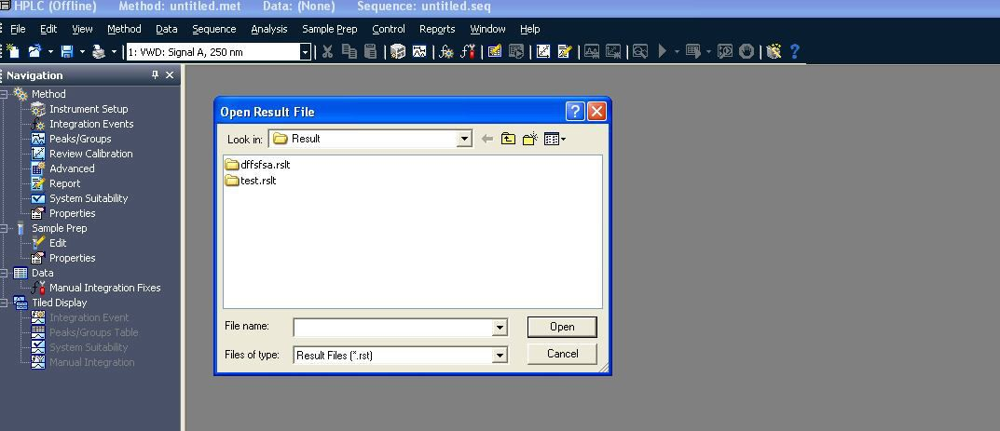 HPLC (Offline) Method: untitled.met Data: (None) Sequence: untitled.seq
File Edit View Method Data Sequence Analysis Sample Prep Control Reports Window Help
1: VWD: Signal A, 250 nm
Navigation
Method
Instrument Setup
Integration Events
Peaks/Groups
Review Calibration
Advanced
Report
System Suitability
Properties
Sample Prep
Edit
Properties
Data
Manual Integration Fixes
Tiled Display
Integration Event
Peaks/Groups Table
System Suitability
Manual Integration
Open Result File
Look in: Result
dffsfsa.rslt
test.rslt
File name: Open
Files of type: Result Files (*.rst) Cancel